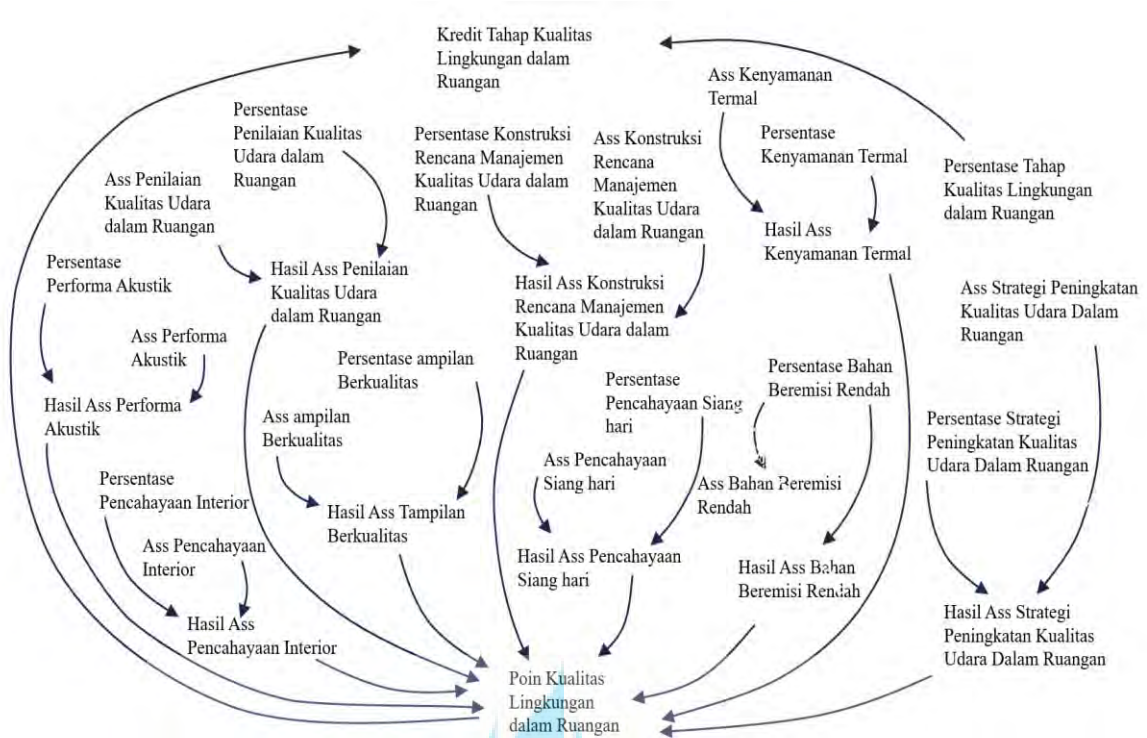 Kredit Tahap Kualitas
Lingkungan dalam
Ruangan
Ass Kenyamanan
Termal
Persentase
Penilaian Kualitas
Udara dalam
Ruangan
Persentase Konstruksi
Rencana Manajemen
Kualitas Udara dalam
Ruangan
Ass Konstruksi
Rencana
Manajemen
Kualitas Udara
dalam Ruangan
Persentase
Kenyamanan Termal
Persentase Tahap
Kualitas Lingkungan
dalam Ruangan
Ass Penilaian
Kualitas Udara
dalam Ruangan
Hasil Ass
Kenyamanan Termal
Persentase
Performa Akustik
Hasil Ass Penilaian
Kualitas Udara
dalam Ruangan
Hasil Ass Konstruksi
Rencana Manajemen
Kualitas Udara dalam
Ruangan
Ass Strategi Peningkatan
Kualitas Udara Dalam
Ruangan
Ass Performa
Akustik
Persentase ampilan
Berkualitas
Persentase
Pencahayaan Siang
hari
Persentase Bahan
Beremisi Rendah
Hasil Ass Performa
Akustik
Ass ampilan
Berkualitas
Persentase Strategi
Peningkatan Kualitas
Udara Dalam Ruangan
Ass Pencahayaan
Siang hari
Ass Bahan Beremisi
Rendah
Persentase
Pencahayaan Interior
Hasil Ass Tampilan
Berkualitas
Ass Pencahayaan
Interior
Hasil Ass Pencahayaan
Siang hari
Hasil Ass Bahan
Beremisi Rendah
Hasil Ass
Pencahayaan Interior
Hasil Ass Strategi
Peningkatan Kualitas
Udara Dalam Ruangan
Poin Kualitas
Lingkungan
dalam Ruangan